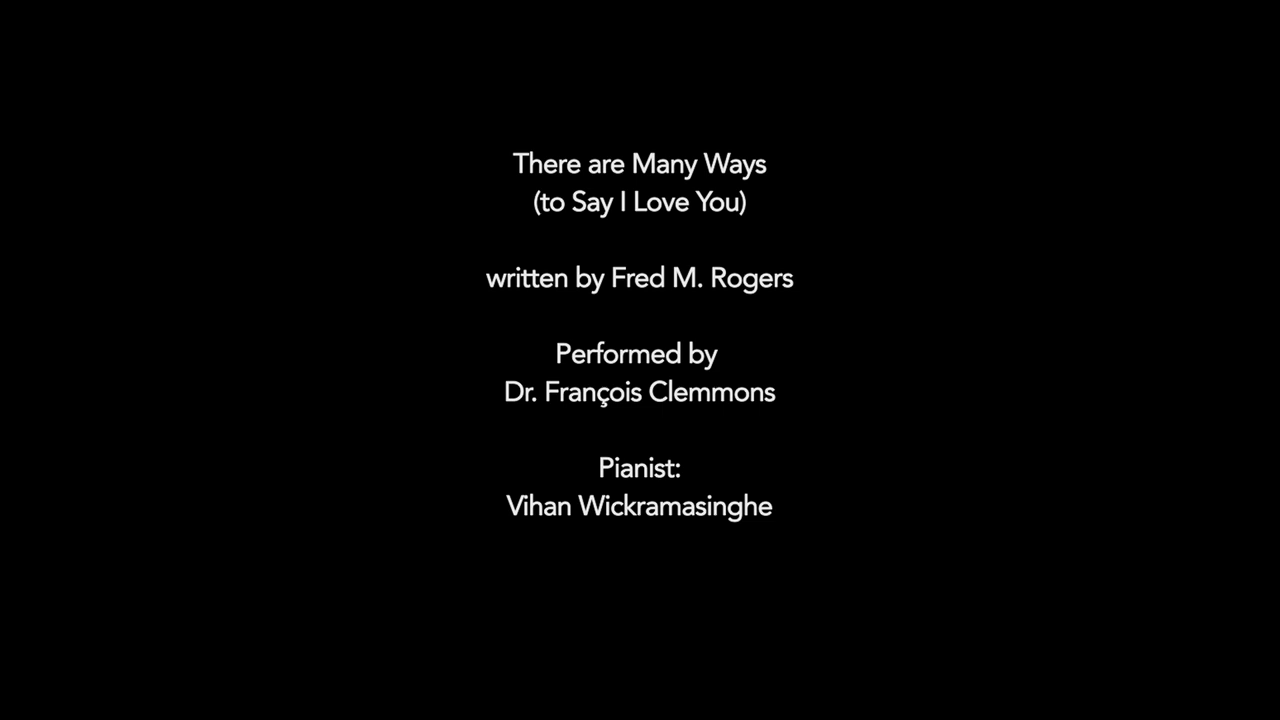 There are Many Ways
(to Say I Love You)
written by Fred M. Rogers
Performed by
Dr. François Clemmons
Pianist:
Vihan Wickramasinghe